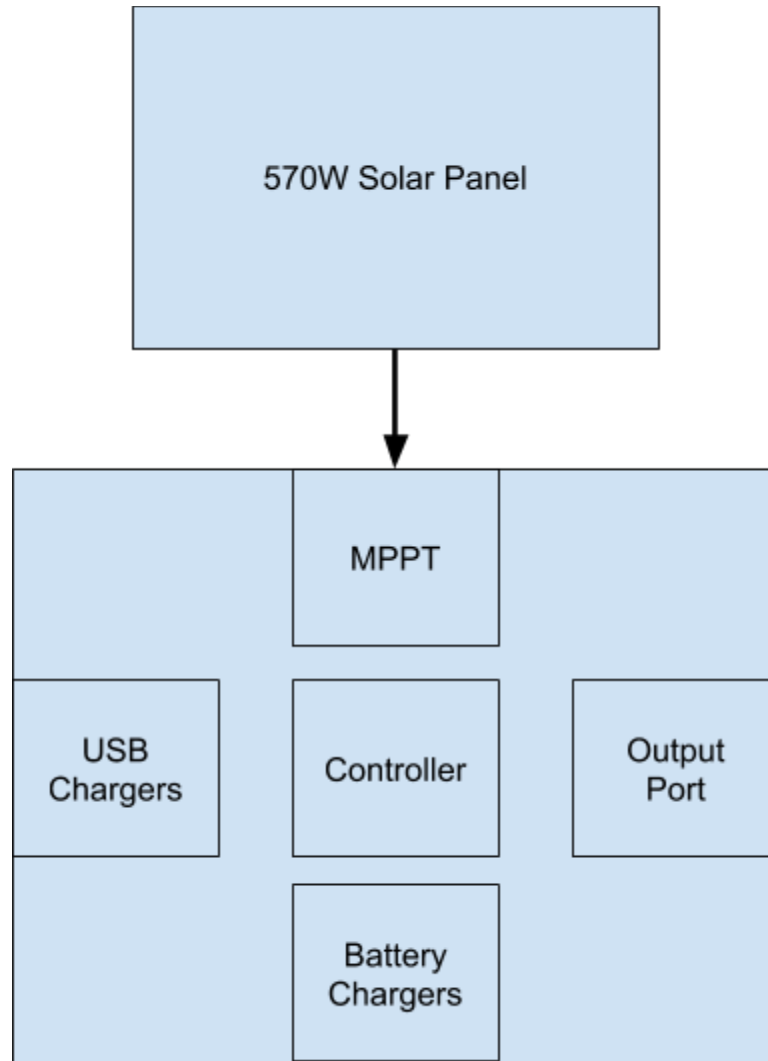 570W Solar Panel
MPPT
USB
Chargers
Controller
Output
Port
Battery
Chargers